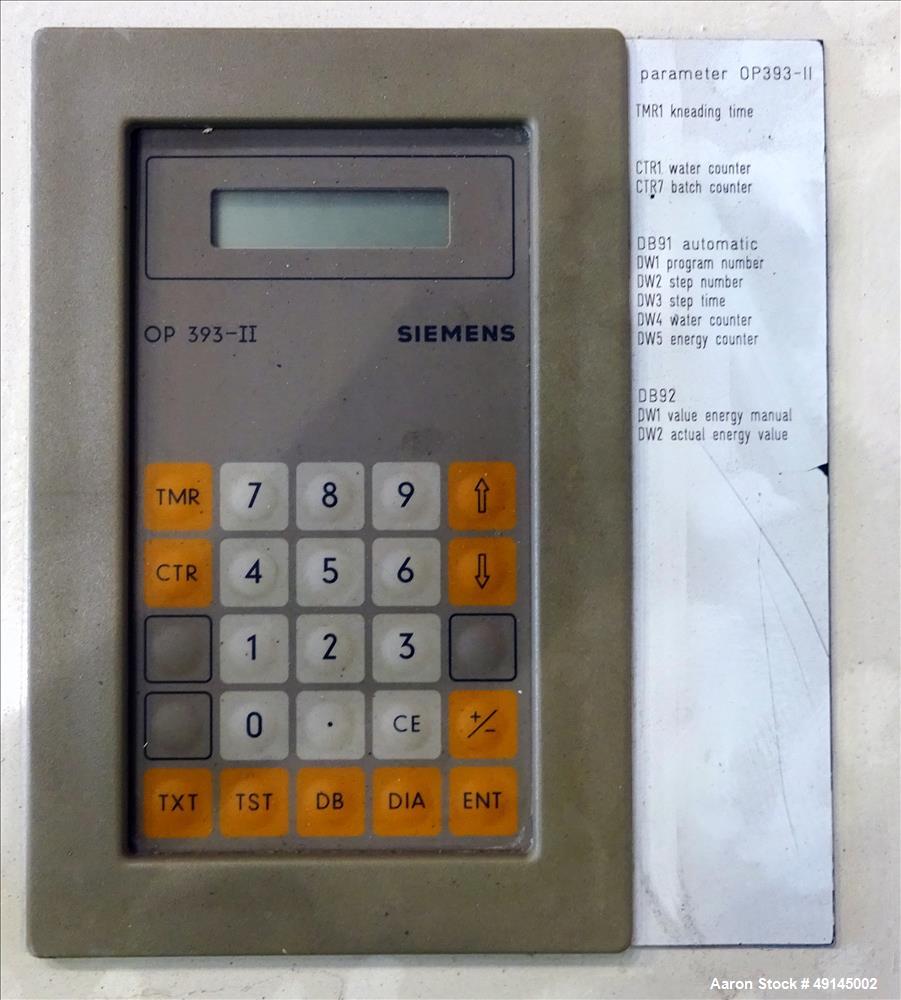 parameter OP393-II
TMR1 kneading time
CTR1 water counter
CTR7 batch counter
DB91 automatic
DW1 program number
DW2 step number
DW3 step time
DW4 water counter
DW5 energy counter
DB92
DW1 value energy manual
DW2 actual energy value
OP 393-II SIEMENS
TMR 7 8 9 ⇧
CTR 4 5 6 ⇩
1 2 3
0 · CE +/-
TXT TST DB DIA ENT
Aaron Stock # 49145002